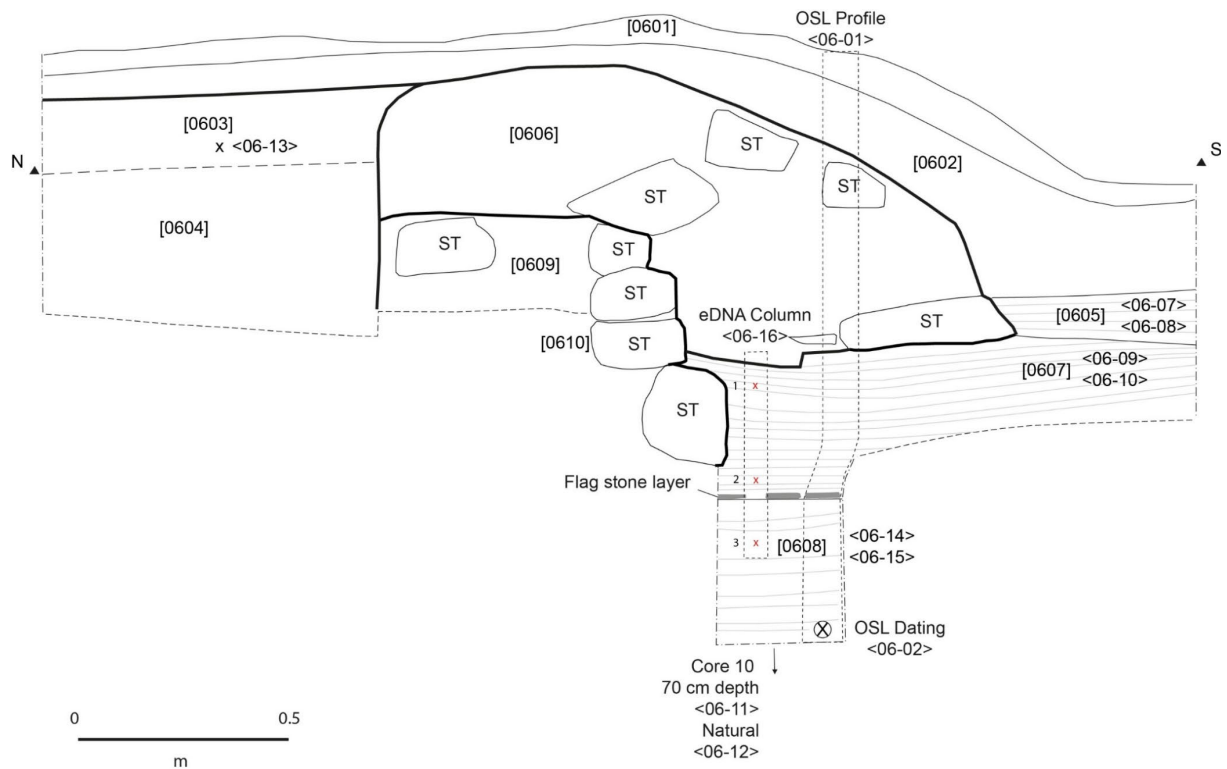 OSL Profile
<06-01>
[0601]
[0603]
x <06-13>
[0606]
ST
[0602]
N
S
ST
ST
[0604]
ST
[0609]
ST
ST
eDNA Column
<06-16>
ST
[0605]
<06-07>
<06-08>
[0610]
ST
[0607]
<06-09>
<06-10>
1 x
ST
Flag stone layer
2 x
3 x
[0608]
<06-14>
<06-15>
X
OSL Dating
<06-02>
Core 10
70 cm depth
<06-11>
Natural
<06-12>
0 0.5
m